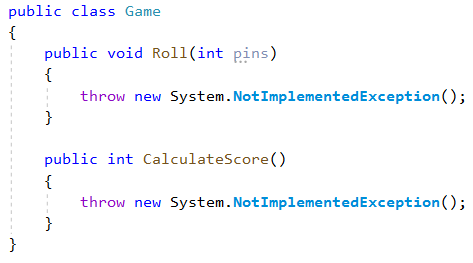 public class Game
{
public void Roll(int pins)
{
throw new System.NotImplementedException();
}
public int CalculateScore()
{
throw new System.NotImplementedException();
}
}